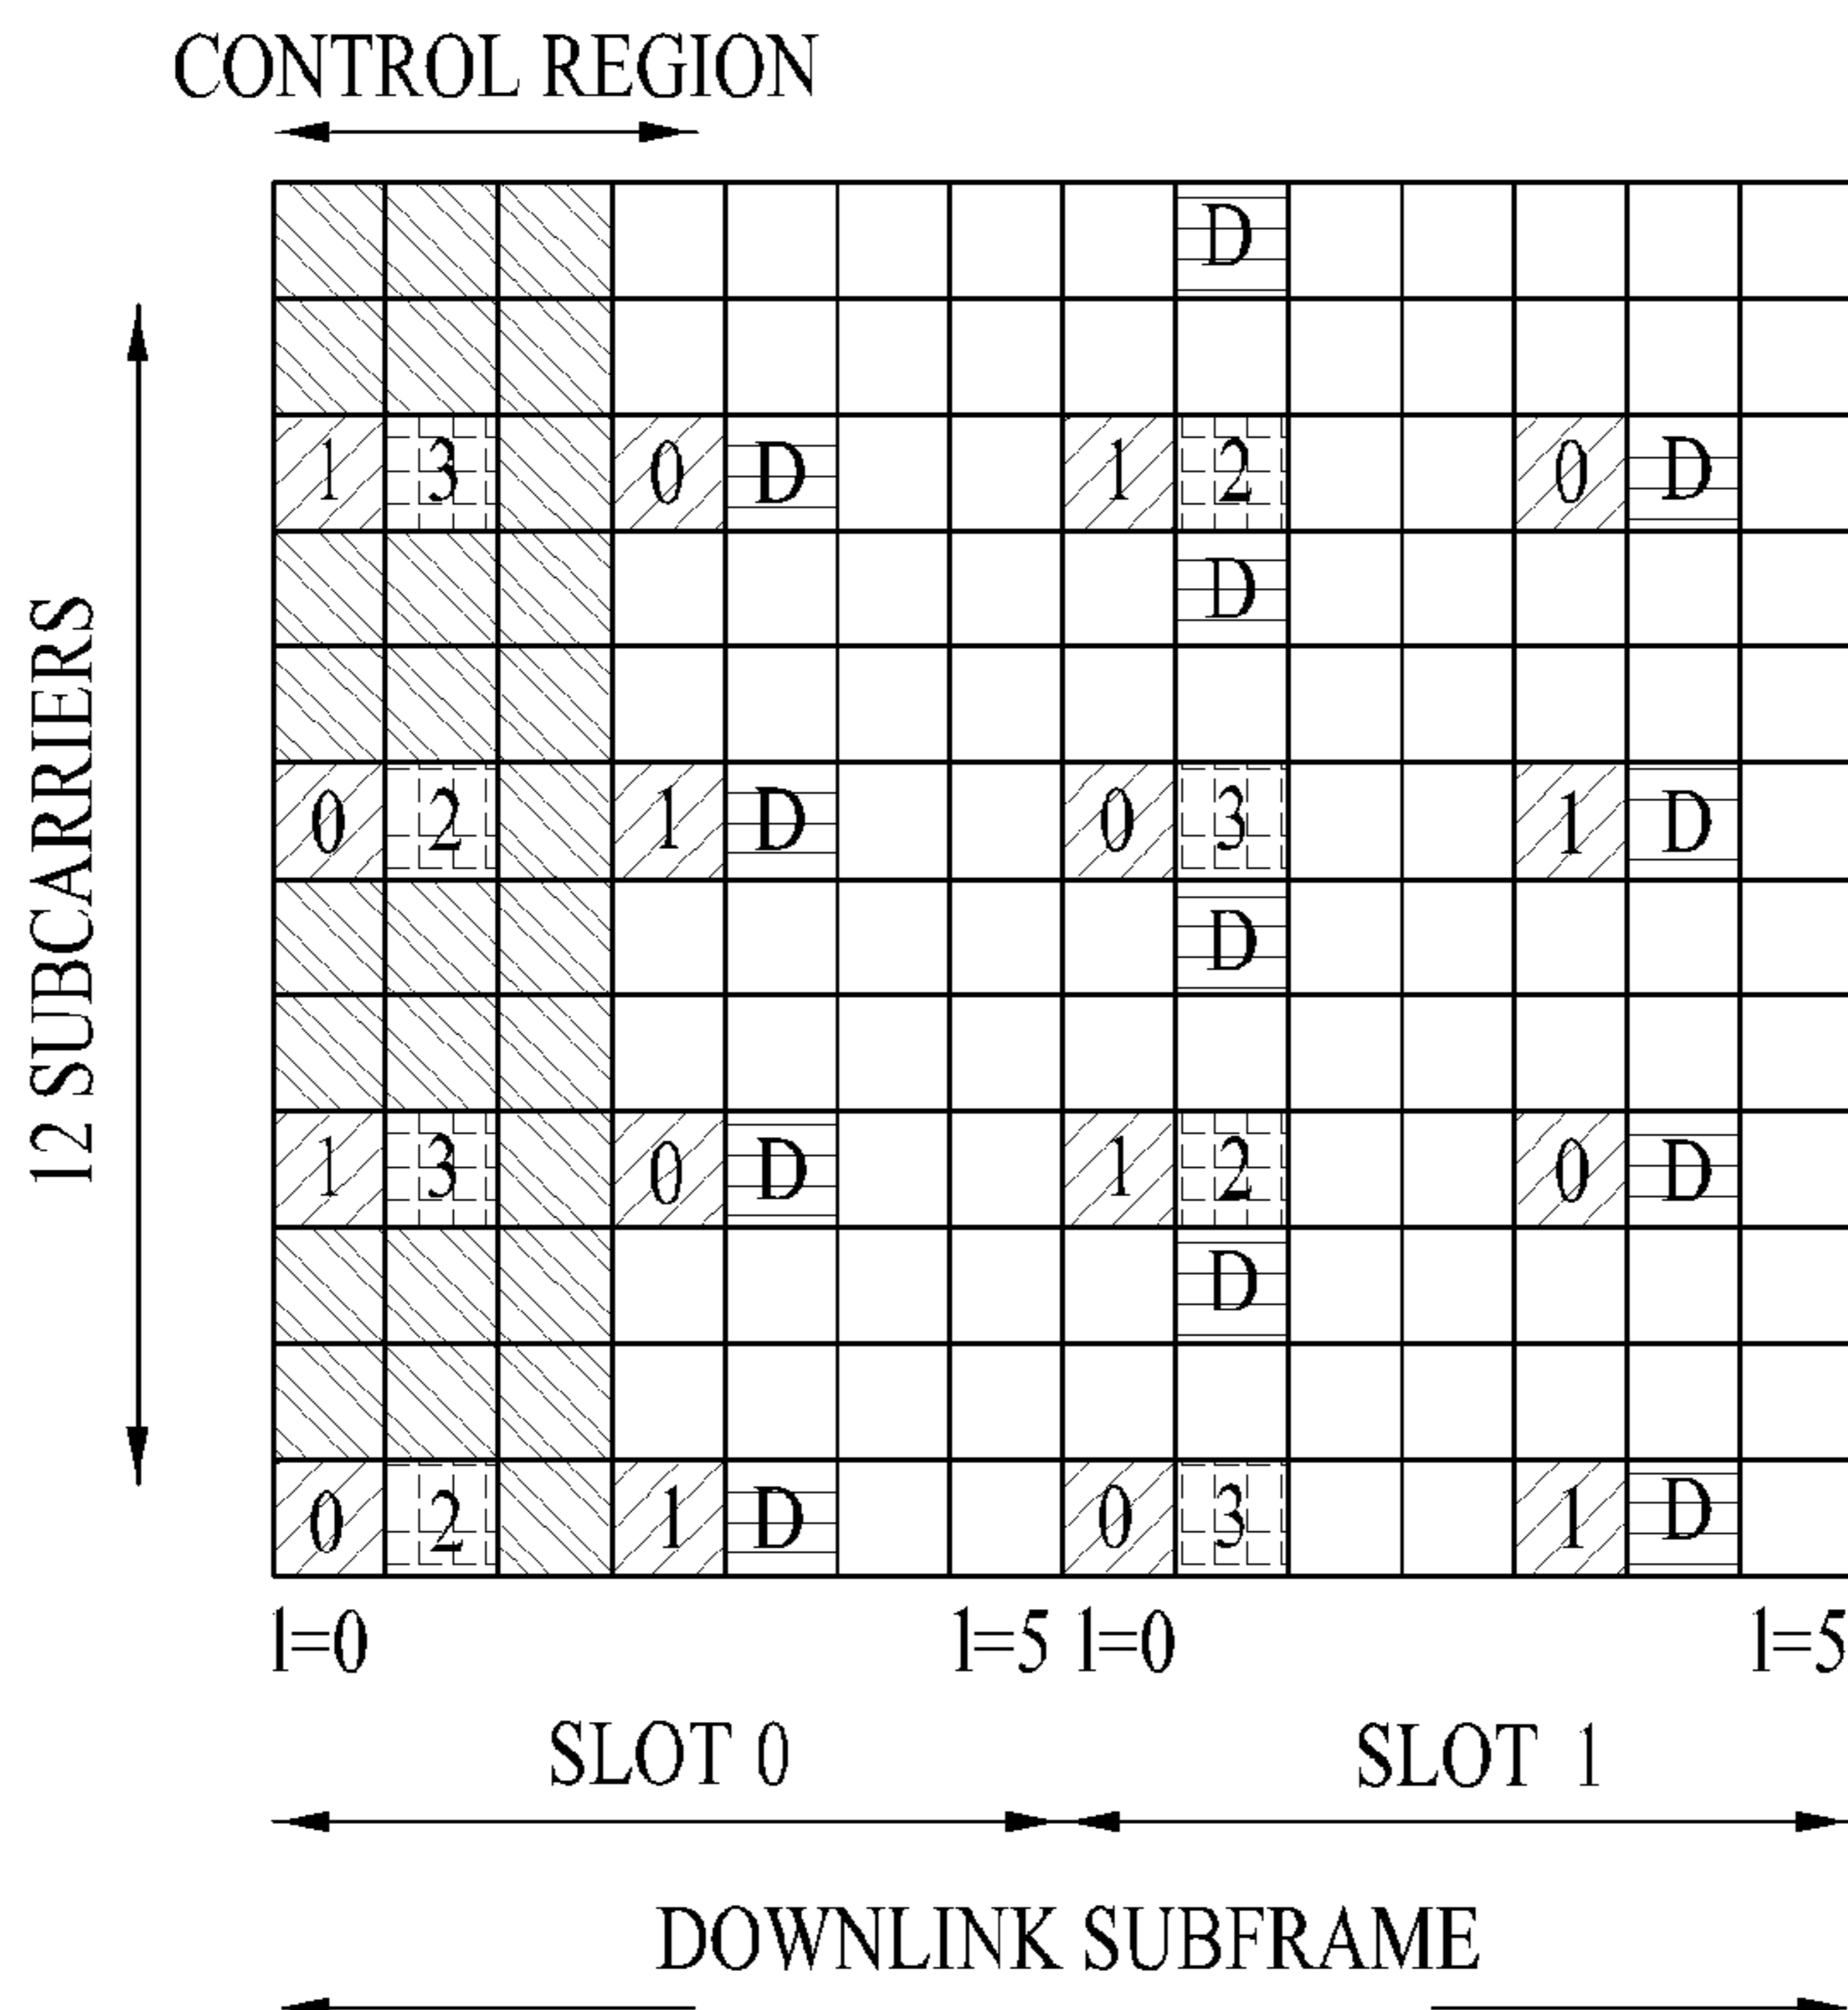 CONTROL REGION
12 SUBCARRIERS
D
1 3 0 D 1 2 0 D
D
0 2 1 D 0 3 1 D
D
1 3 0 D 1 2 0 D
D
0 2 1 D 0 3 1 D
l=0 l=5 l=0 l=5
SLOT 0 SLOT 1
DOWNLINK SUBFRAME